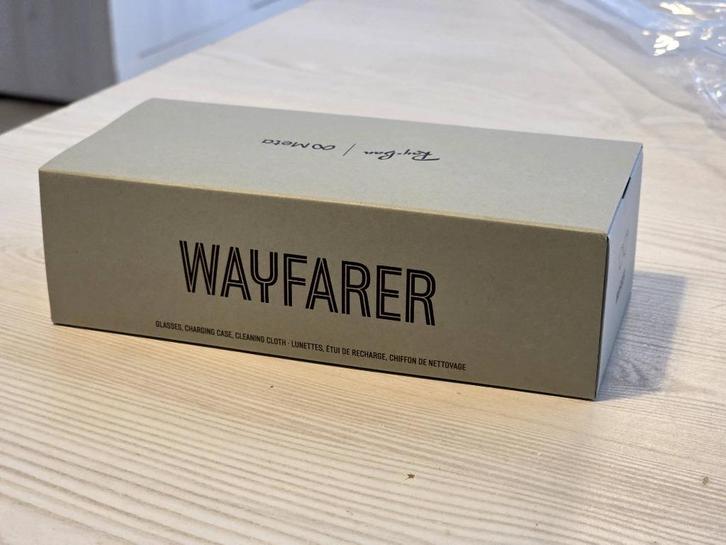 Ray-Ban | ∞ Meta
WAYFARER
GLASSES, CHARGING CASE, CLEANING CLOTH · LUNETTES, ÉTUI DE RECHARGE, CHIFFON DE NETTOYAGE